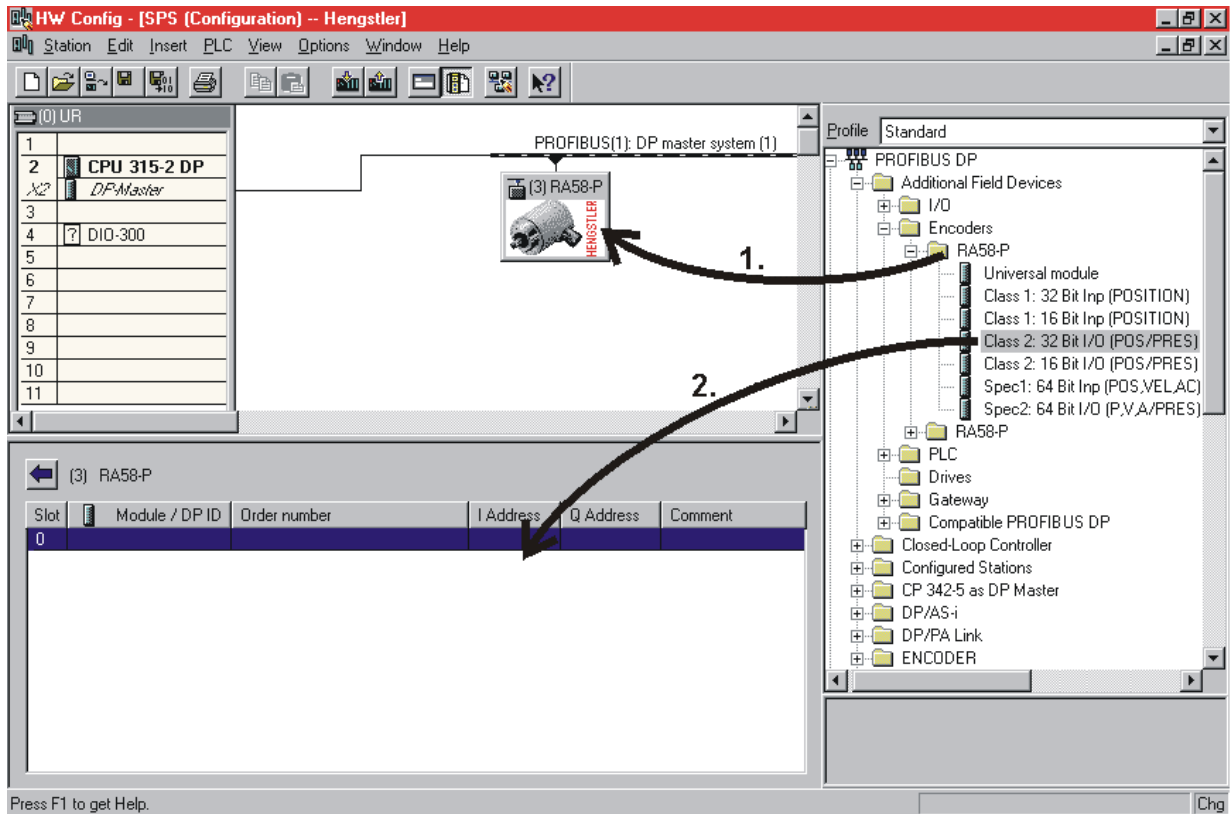 HW Config - [SPS (Configuration) -- Hengstler]
Station Edit Insert PLC View Options Window Help
(0) UR
1
2 CPU 315-2 DP
X2 DP-Master
3
4 ? DIO-300
5
6
7
8
9
10
11
PROFIBUS(1): DP master system (1)
(3) RA58-P
HENGSTLER
1.
2.
Profile Standard
PROFIBUS DP
Additional Field Devices
I/O
Encoders
RA58-P
Universal module
Class 1: 32 Bit Inp (POSITION)
Class 1: 16 Bit Inp (POSITION)
Class 2: 32 Bit I/O (POS/PRES)
Class 2: 16 Bit I/O (POS/PRES)
Spec1: 64 Bit Inp (POS,VEL,AC)
Spec2: 64 Bit I/O (P,V,A/PRES)
RA58-P
PLC
Drives
Gateway
Compatible PROFIBUS DP
Closed-Loop Controller
Configured Stations
CP 342-5 as DP Master
DP/AS-i
DP/PA Link
ENCODER
(3) RA58-P
Slot Module / DP ID Order number I Address Q Address Comment
0
Press F1 to get Help.
Chg